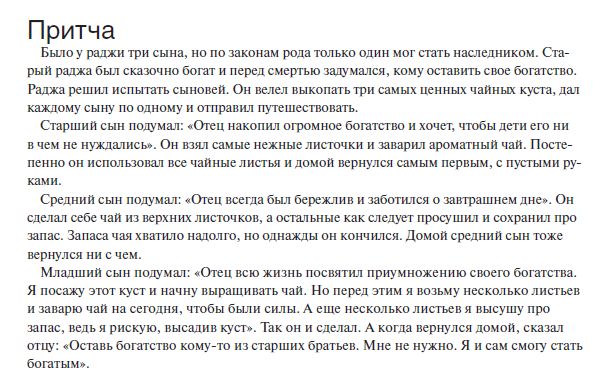 Притча
Было у раджи три сына, но по законам рода только один мог стать наследником. Ста-
рый раджа был сказочно богат и перед смертью задумался, кому оставить свое богатство.
Раджа решил испытать сыновей. Он велел выкопать три самых ценных чайных куста, дал
каждому сыну по одному и отправил путешествовать.
Старший сын подумал: «Отец накопил огромное богатство и хочет, чтобы дети его ни
в чем не нуждались». Он взял самые нежные листочки и заварил ароматный чай. Посте-
пенно он использовал все чайные листья и домой вернулся самым первым, с пустыми ру-
ками.
Средний сын подумал: «Отец всегда был бережлив и заботился о завтрашнем дне». Он
сделал себе чай из верхних листочков, а остальные как следует просушил и сохранил про
запас. Запаса чая хватило надолго, но однажды он кончился. Домой средний сын тоже
вернулся ни с чем.
Младший сын подумал: «Отец всю жизнь посвятил приумножению своего богатства.
Я посажу этот куст и начну выращивать чай. Но перед этим я возьму несколько листьев
и заварю чай на сегодня, чтобы были силы. А еще несколько листьев я высушу про
запас, ведь я рискую, высадив куст». Так он и сделал. А когда вернулся домой, сказал
отцу: «Оставь богатство кому-то из старших братьев. Мне не нужно. Я и сам смогу стать
богатым».